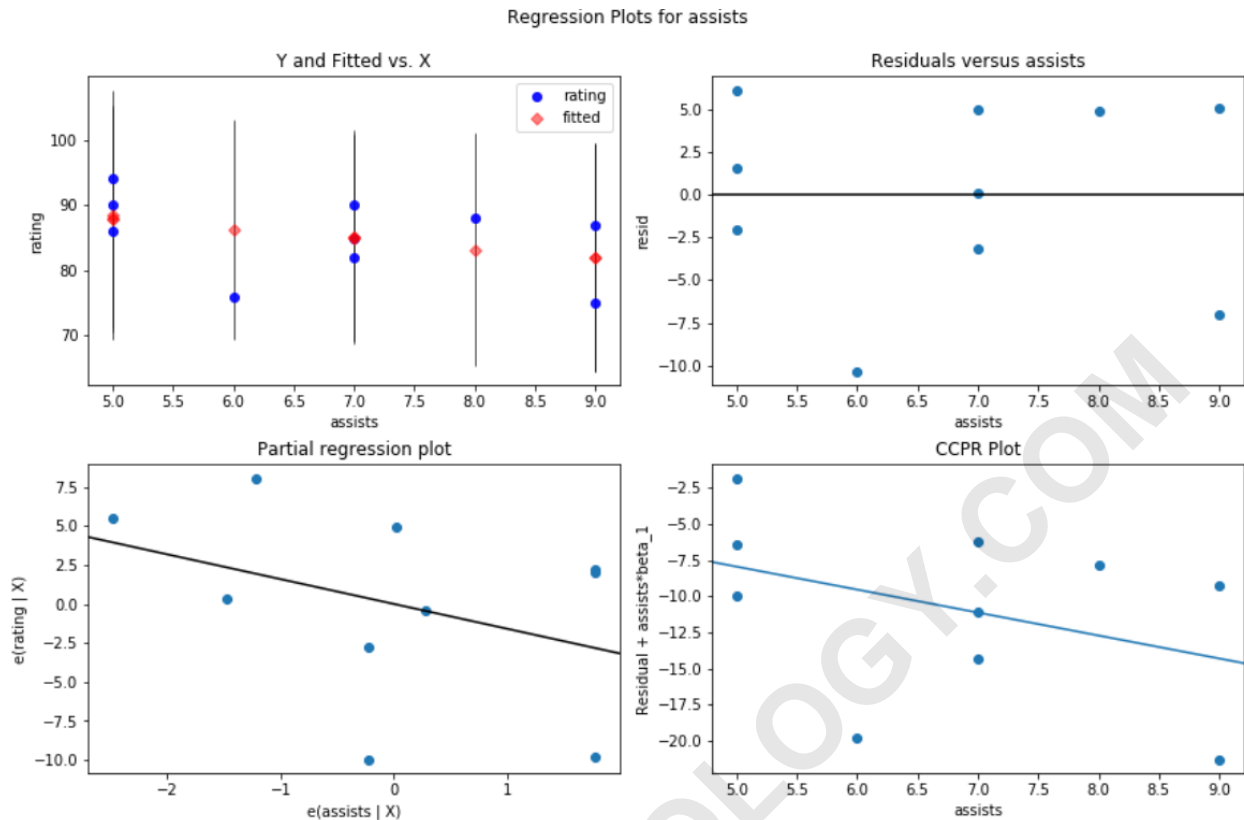 Regression Plots for assists
Y and Fitted vs. X
rating
fitted
100
90
80
70
rating
5.0 5.5 6.0 6.5 7.0 7.5 8.0 8.5 9.0
assists
Residuals versus assists
5.0
2.5
0.0
−2.5
−5.0
−7.5
−10.0
resid
5.0 5.5 6.0 6.5 7.0 7.5 8.0 8.5 9.0
assists
Partial regression plot
7.5
5.0
2.5
0.0
−2.5
−5.0
−7.5
−10.0
e(rating | X)
−2 −1 0 1
e(assists | X)
CCPR Plot
−2.5
−5.0
−7.5
−10.0
−12.5
−15.0
−17.5
−20.0
Residual + assists*beta_1
5.0 5.5 6.0 6.5 7.0 7.5 8.0 8.5 9.0
assists
OLOGY.COM